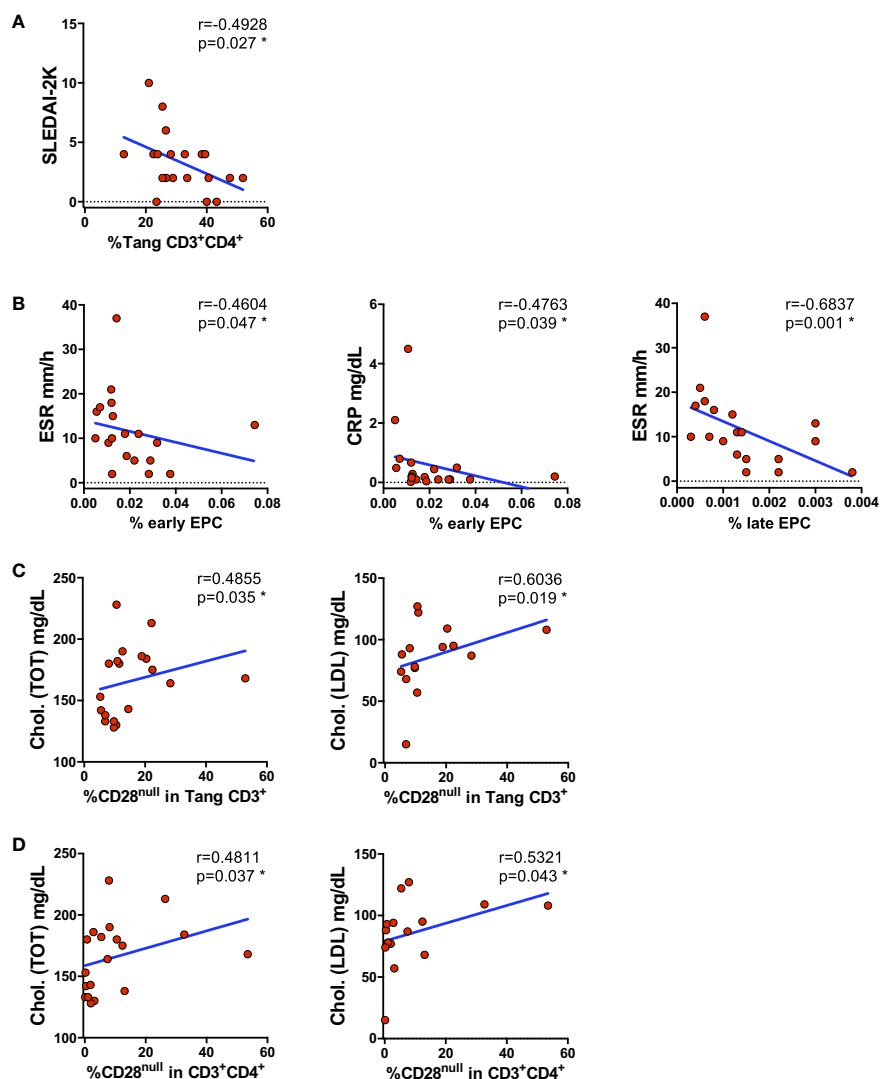 A
r=-0.4928
p=0.027 *
SLEDAI-2K
15
10
5
0
0 20 40 60
%Tang CD3⁺CD4⁺
B
r=-0.4604
p=0.047 *
ESR mm/h
40
30
20
10
0
0.00 0.02 0.04 0.06 0.08
% early EPC
r=-0.4763
p=0.039 *
CRP mg/dL
6
4
2
0
0.00 0.02 0.04 0.06 0.08
% early EPC
r=-0.6837
p=0.001 *
ESR mm/h
40
30
20
10
0
0.000 0.001 0.002 0.003 0.004
% late EPC
C
r=0.4855
p=0.035 *
Chol. (TOT) mg/dL
250
200
150
100
0 20 40 60
%CD28ⁿᵘˡˡ in Tang CD3⁺
r=0.6036
p=0.019 *
Chol. (LDL) mg/dL
150
100
50
0
0 20 40 60
%CD28ⁿᵘˡˡ in Tang CD3⁺
D
r=0.4811
p=0.037 *
Chol. (TOT) mg/dL
250
200
150
100
0 20 40 60
%CD28ⁿᵘˡˡ in CD3⁺CD4⁺
r=0.5321
p=0.043 *
Chol. (LDL) mg/dL
150
100
50
0
0 20 40 60
%CD28ⁿᵘˡˡ in CD3⁺CD4⁺